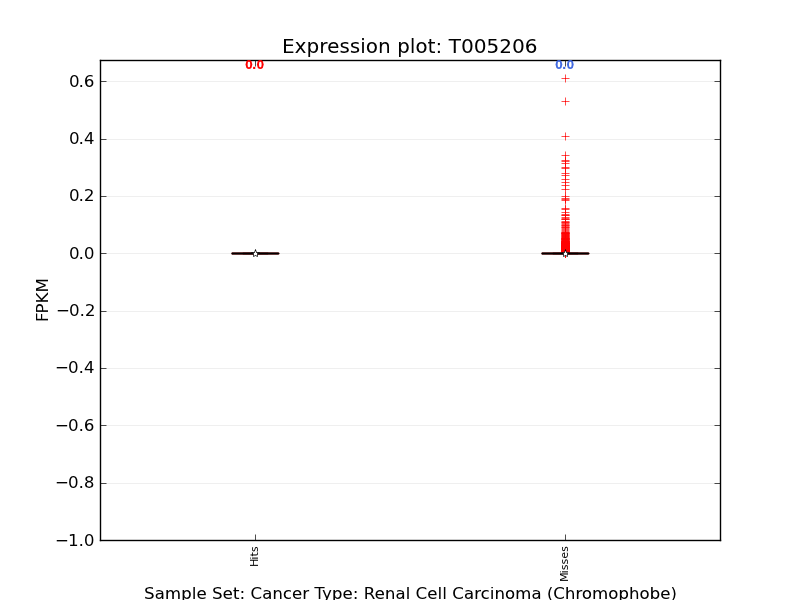 Expression plot: T005206
0.0
0.0
0.6
0.4
0.2
0.0
−0.2
−0.4
−0.6
−0.8
−1.0
FPKM
Hits
Misses
Sample Set: Cancer Type: Renal Cell Carcinoma (Chromophobe)